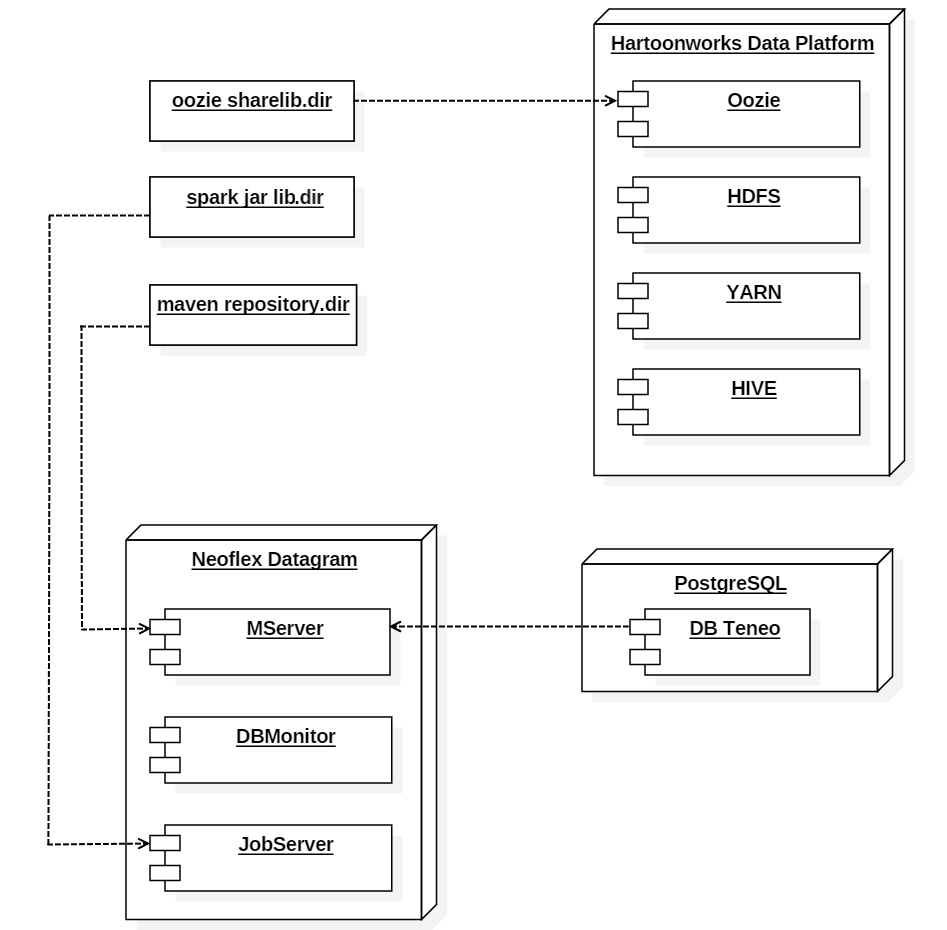 Hartoonworks Data Platform
oozie sharelib.dir
Oozie
spark jar lib.dir
HDFS
maven repository.dir
YARN
HIVE
Neoflex Datagram
PostgreSQL
MServer
DB Teneo
DBMonitor
JobServer